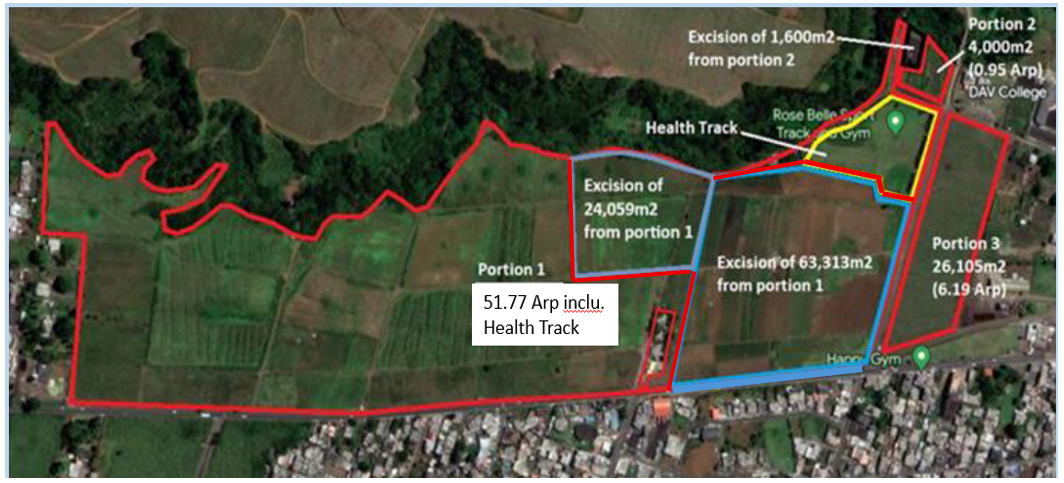 Excision of 1,600m2
from portion 2
Portion 2
4,000m2
(0.95 Arp)
DAV College
Rose Belle Sport
Track and Gym
Health Track
Excision of
24,059m2
from portion 1
Excision of 63,313m2
from portion 1
Portion 3
26,105m2
(6.19 Arp)
Portion 1
51.77 Arp inclu.
Health Track
Happy Gym